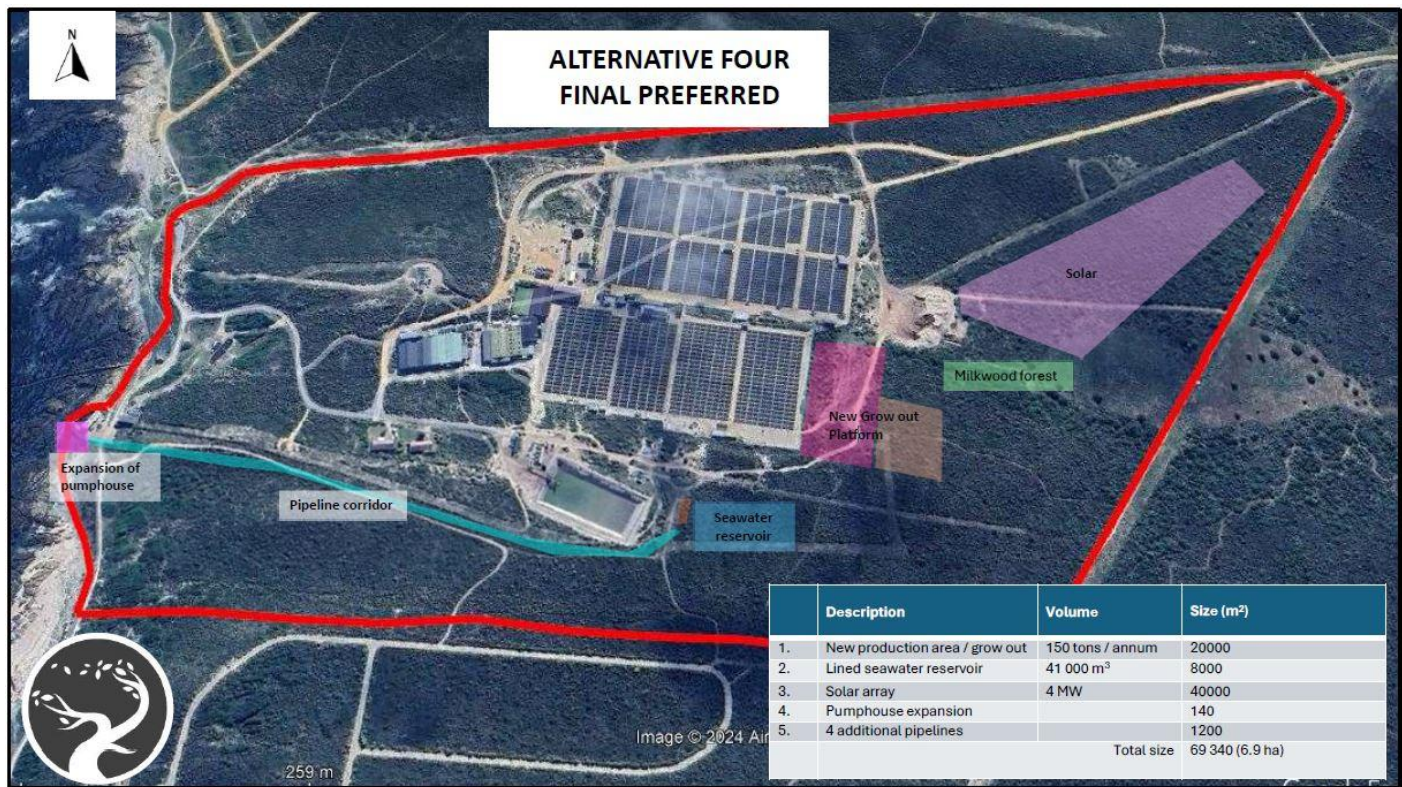 N
ALTERNATIVE FOUR
FINAL PREFERRED
Solar
Milkwood forest
New Grow out
Platform
Expansion of
pumphouse
Pipeline corridor
Seawater
reservoir
Description Volume Size (m²)
1. New production area / grow out 150 tons / annum 20000
2. Lined seawater reservoir 41 000 m³ 8000
3. Solar array 4 MW 40000
4. Pumphouse expansion 140
5. 4 additional pipelines 1200
Total size 69 340 (6.9 ha)
Image © 2024
259 m